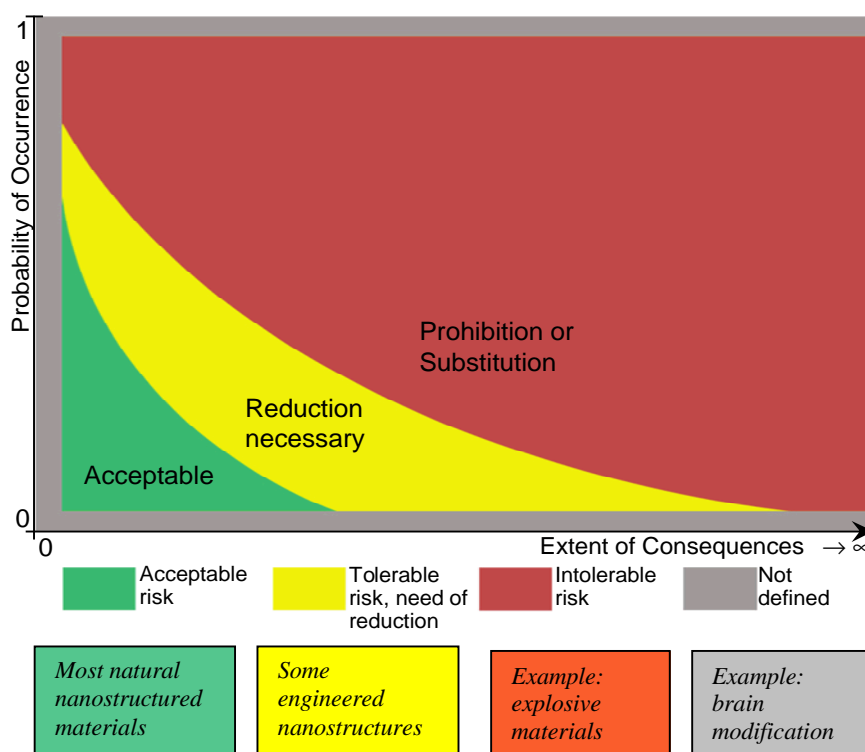 1
Probability of Occurrence
Prohibition or
Substitution
Reduction
necessary
Acceptable
0
0
Extent of Consequences → ∞
Acceptable
risk
Tolerable
risk, need of
reduction
Intolerable
risk
Not
defined
Most natural
nanostructured
materials
Some
engineered
nanostructures
Example:
explosive
materials
Example:
brain
modification